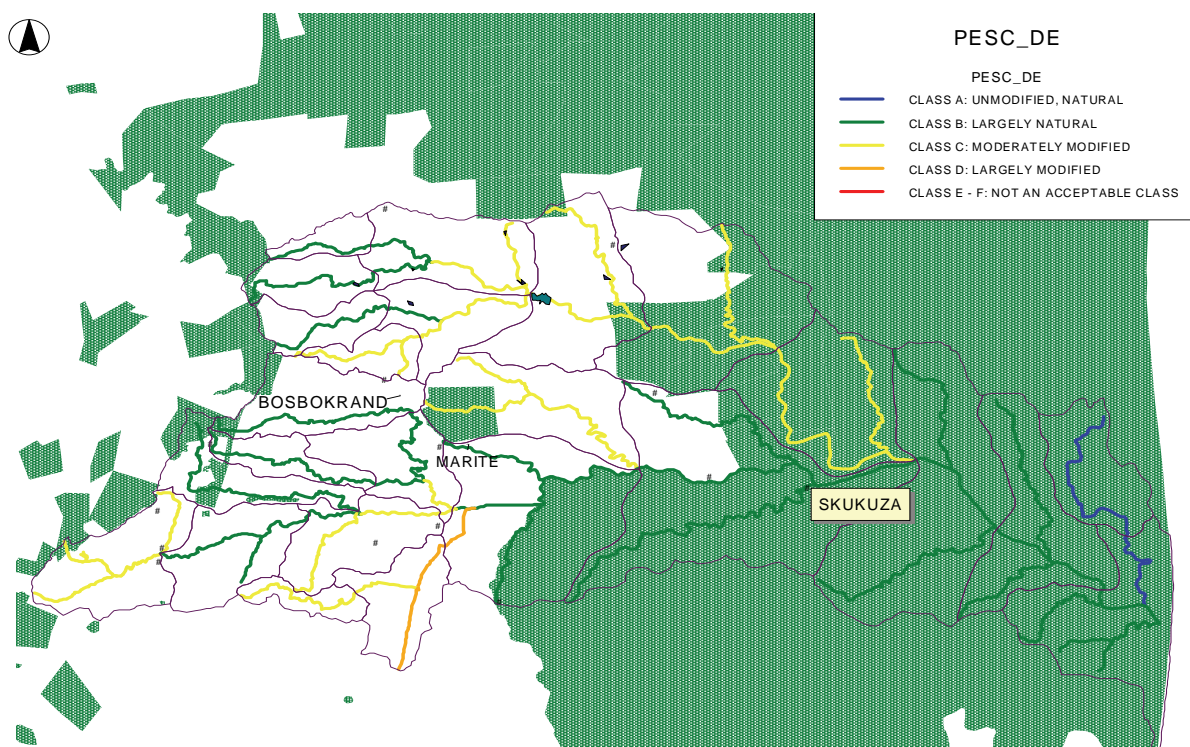 PESC_DE
PESC_DE
CLASS A: UNMODIFIED, NATURAL
CLASS B: LARGELY NATURAL
CLASS C: MODERATELY MODIFIED
CLASS D: LARGELY MODIFIED
CLASS E - F: NOT AN ACCEPTABLE CLASS
#
#
#
#
BOSBOKRAND
#
MARITE
#
SKUKUZA
#
#
#
#
#